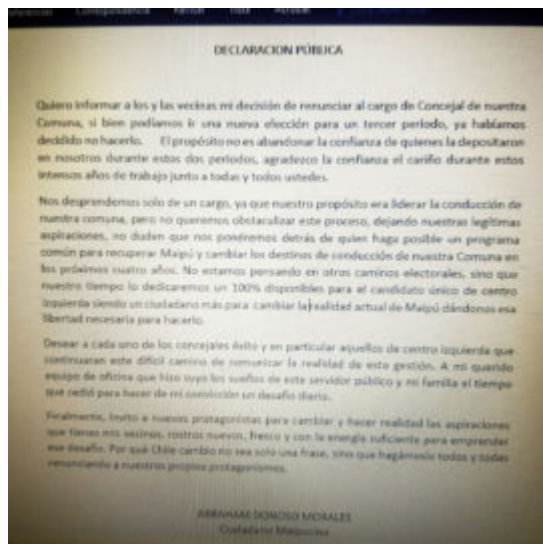 Correspondencia
Vista
DECLARACION PÚBLICA
Quiero informar a los y las vecinas mi decisión de renunciar al cargo de Concejal de nuestra
Comuna, si bien podíamos ir una nueva elección para un tercer periodo, ya habíamos
decidido no hacerlo. El propósito no es abandonar la confianza de quienes la depositaron
en nosotros durante estos dos periodos, agradezco la confianza el cariño durante estos
intensos años de trabajo junto a todas y todos ustedes.
Nos desprendemos solo de un cargo, ya que nuestro propósito era liderar la conducción de
nuestra comuna, pero no queremos obstaculizar este proceso, dejando nuestras legítimas
aspiraciones, no duden que nos pondremos detrás de quien haga posible un programa
común para recuperar Maipú y cambiar los destinos de conducción de nuestra Comuna en
los próximos cuatro años. No estamos pensando en otros caminos electorales, sino que
nuestro tiempo lo dedicaremos un 100% disponibles para el candidato único de centro
izquierda siendo un ciudadano más para cambiar la realidad actual de Maipú dándonos esa
libertad necesaria para hacerlo.
Desear a cada uno de los concejales éxito y en particular aquellos de centro izquierda que
continuaran este difícil camino de comunicar la realidad de esta gestión. A mi querido
equipo de oficina que hizo suyo los sueños de este servidor público y mi familia el tiempo
que cedió para hacer de mi convicción un desafío diario.
Finalmente, invito a nuevos protagonistas para cambiar y hacer realidad las aspiraciones
que tienen mis vecinos, rostros nuevos, fresco y con la energía suficiente para emprender
ese desafío. Por qué Chile cambio no sea solo una frase, sino que hagámoslo todos y todas
renunciando a nuestros propios protagonismos.
ABRAHAM DONOSO MORALES
Ciudadano Maipucino